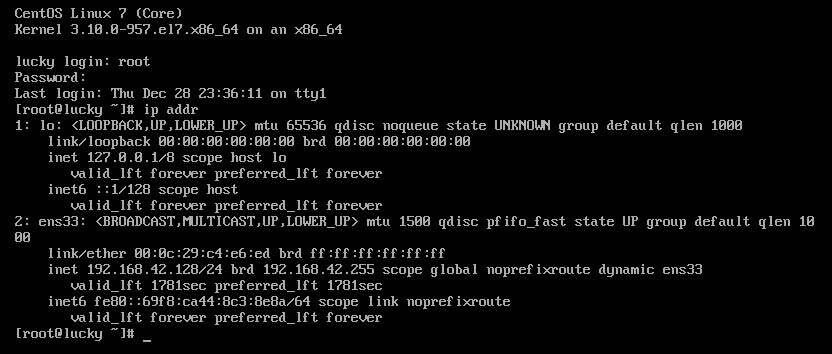 CentOS Linux 7 (Core)
Kernel 3.10.0-957.el7.x86_64 on an x86_64
lucky login: root
Password:
Last login: Thu Dec 28 23:36:11 on tty1
[root@lucky ~]# ip addr
1: lo: <LOOPBACK,UP,LOWER_UP> mtu 65536 qdisc noqueue state UNKNOWN group default qlen 1000
link/loopback 00:00:00:00:00:00 brd 00:00:00:00:00:00
inet 127.0.0.1/8 scope host lo
valid_lft forever preferred_lft forever
inet6 ::1/128 scope host
valid_lft forever preferred_lft forever
2: ens33: <BROADCAST,MULTICAST,UP,LOWER_UP> mtu 1500 qdisc pfifo_fast state UP group default qlen 10
00
link/ether 00:0c:29:c4:e6:ed brd ff:ff:ff:ff:ff:ff
inet 192.168.42.128/24 brd 192.168.42.255 scope global noprefixroute dynamic ens33
valid_lft 1781sec preferred_lft 1781sec
inet6 fe80::69f8:ca44:8c3:8e8a/64 scope link noprefixroute
valid_lft forever preferred_lft forever
[root@lucky ~]# _